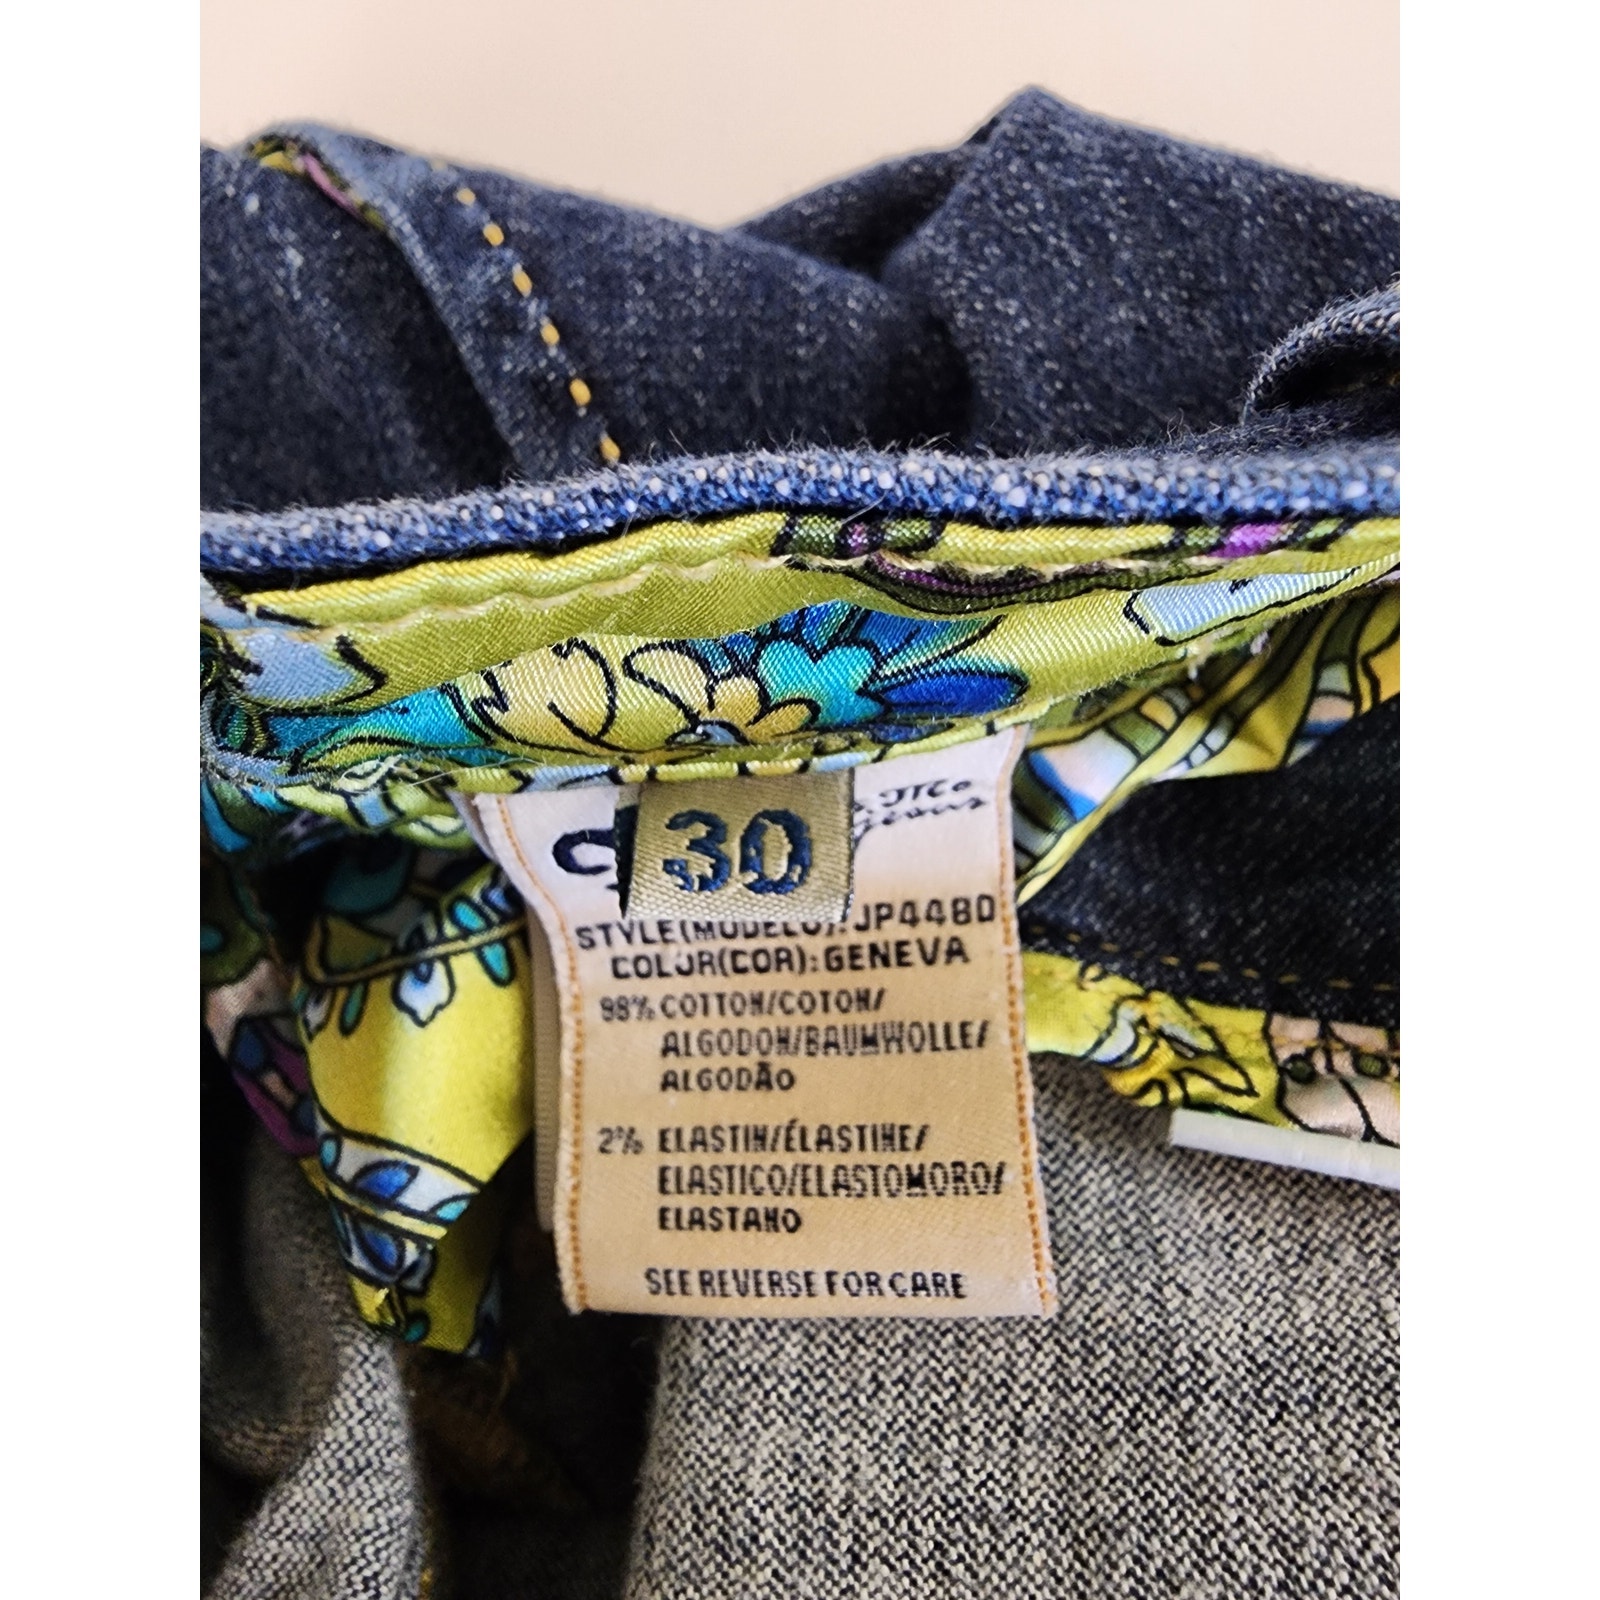 30
STYLE(MODELO): JP448D
COLOR(COR): GENEVA
98% COTTON/COTON/
ALGODON/BAUMWOLLE/
ALGODÃO
2% ELASTIN/ÉLASTINE/
ELASTICO/ELASTOMORO/
ELASTANO
SEE REVERSE FOR CARE